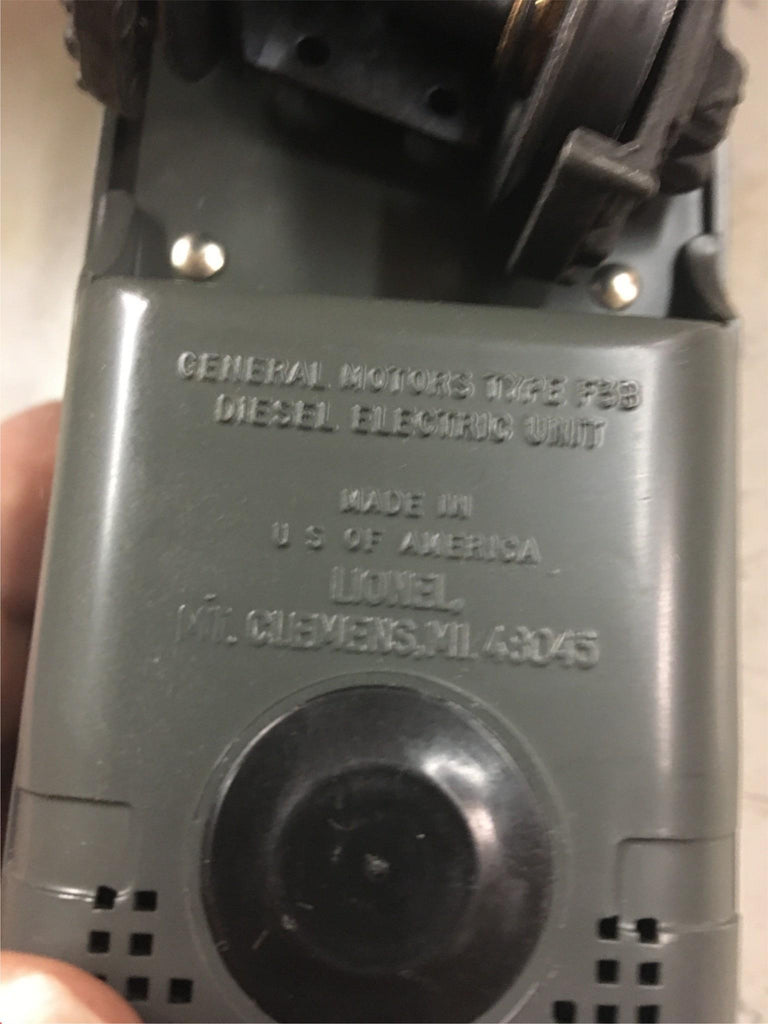 GENERAL MOTORS TYPE F3B
DIESEL ELECTRIC UNIT
MADE IN
U S OF AMERICA
LIONEL,
MT. CLEMENS, MI. 48045